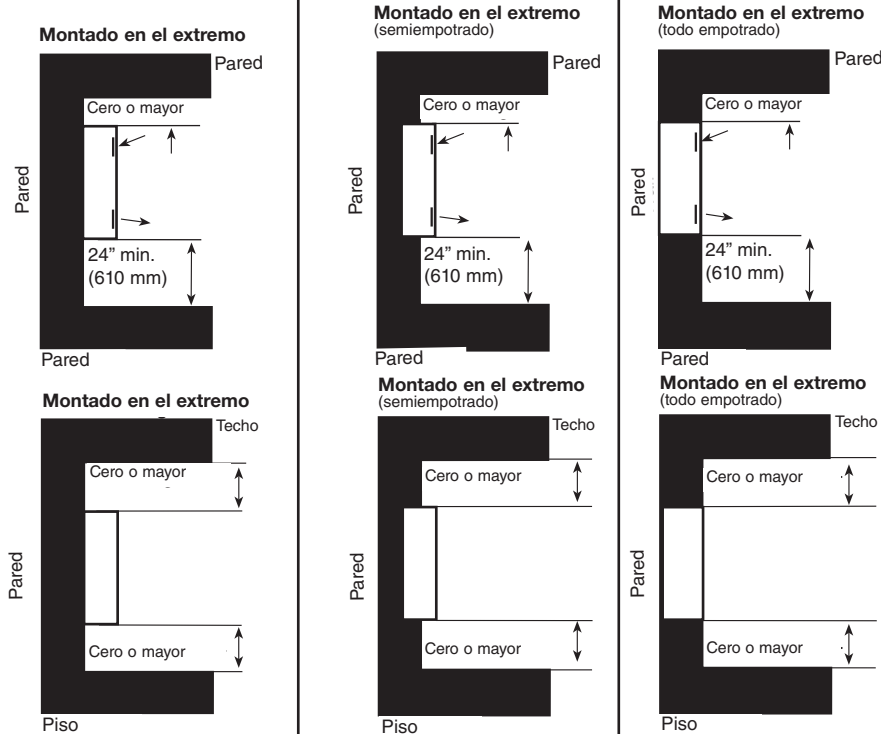 Montado en el extremo
Pared
Cero o mayor
Pared
24” min.
(610 mm)
Pared
Montado en el extremo
(semiempotrado)
Pared
Cero o mayor
Pared
24” min.
(610 mm)
Pared
Montado en el extremo
(todo empotrado)
Pared
Cero o mayor
Pared
24” min.
(610 mm)
Pared
Montado en el extremo
Techo
Cero o mayor
Pared
Cero o mayor
Piso
Montado en el extremo
(semiempotrado)
Techo
Cero o mayor
Pared
Cero o mayor
Piso
Montado en el extremo
(todo empotrado)
Techo
Cero o mayor
Pared
Cero o mayor
Piso